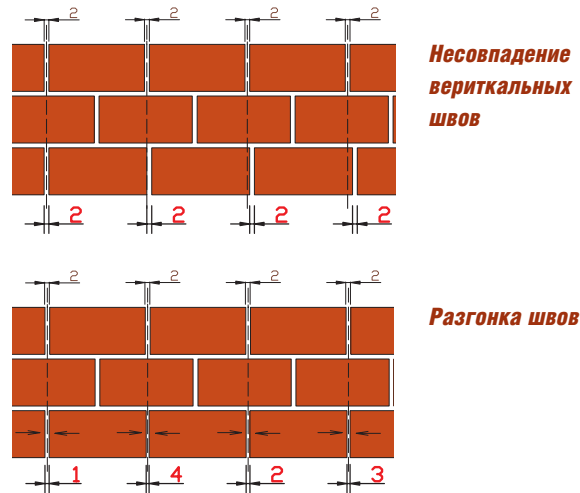 2 2 2 2
Несовпадение
вериткальных
швов
2 2 2 2
2 2 2 2
Разгонка швов
1 4 2 3